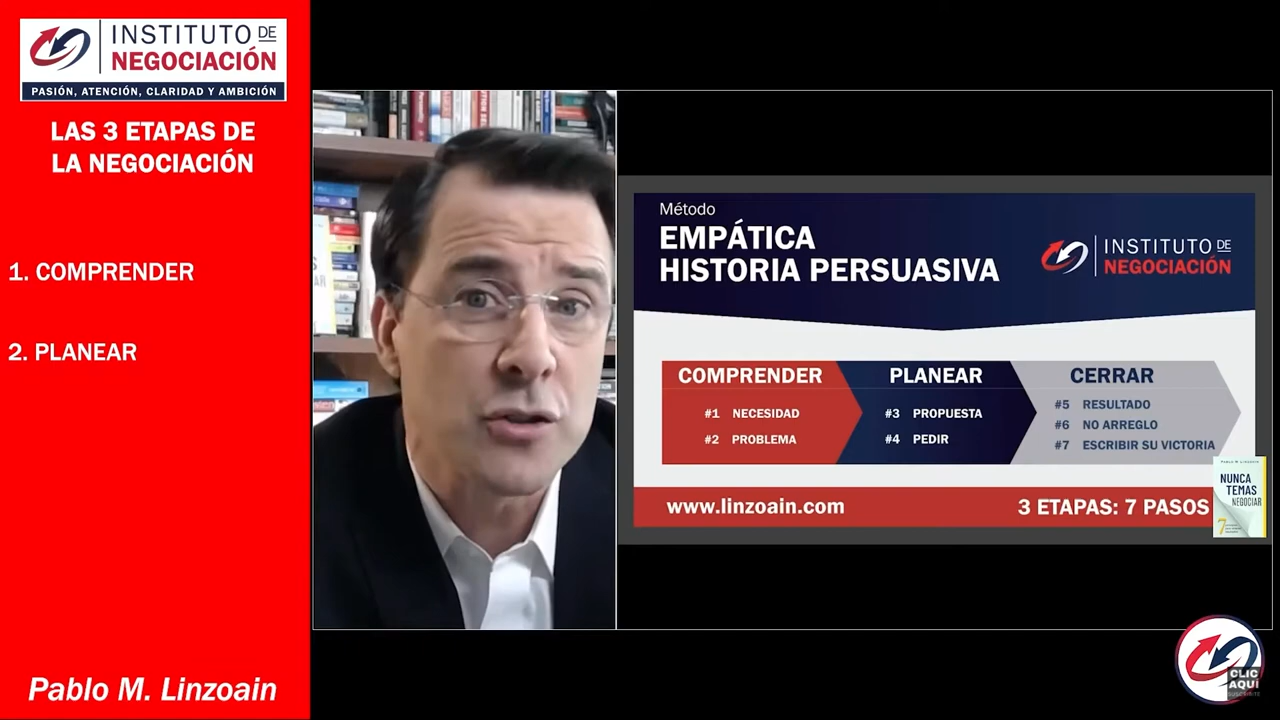 INSTITUTO DE
NEGOCIACIÓN
PASIÓN, ATENCIÓN, CLARIDAD Y AMBICIÓN
LAS 3 ETAPAS DE
LA NEGOCIACIÓN
1. COMPRENDER
2. PLANEAR
Pablo M. Linzoain
Método
EMPÁTICA
HISTORIA PERSUASIVA
INSTITUTO DE
NEGOCIACIÓN
COMPRENDER
#1 NECESIDAD
#2 PROBLEMA
PLANEAR
#3 PROPUESTA
#4 PEDIR
CERRAR
#5 RESULTADO
#6 NO ARREGLO
#7 ESCRIBIR SU VICTORIA
www.linzoain.com
3 ETAPAS: 7 PASOS
PABLO M. LINZOAIN
NUNCA
TEMAS
NEGOCIAR
7
CLIC
AQUÍ